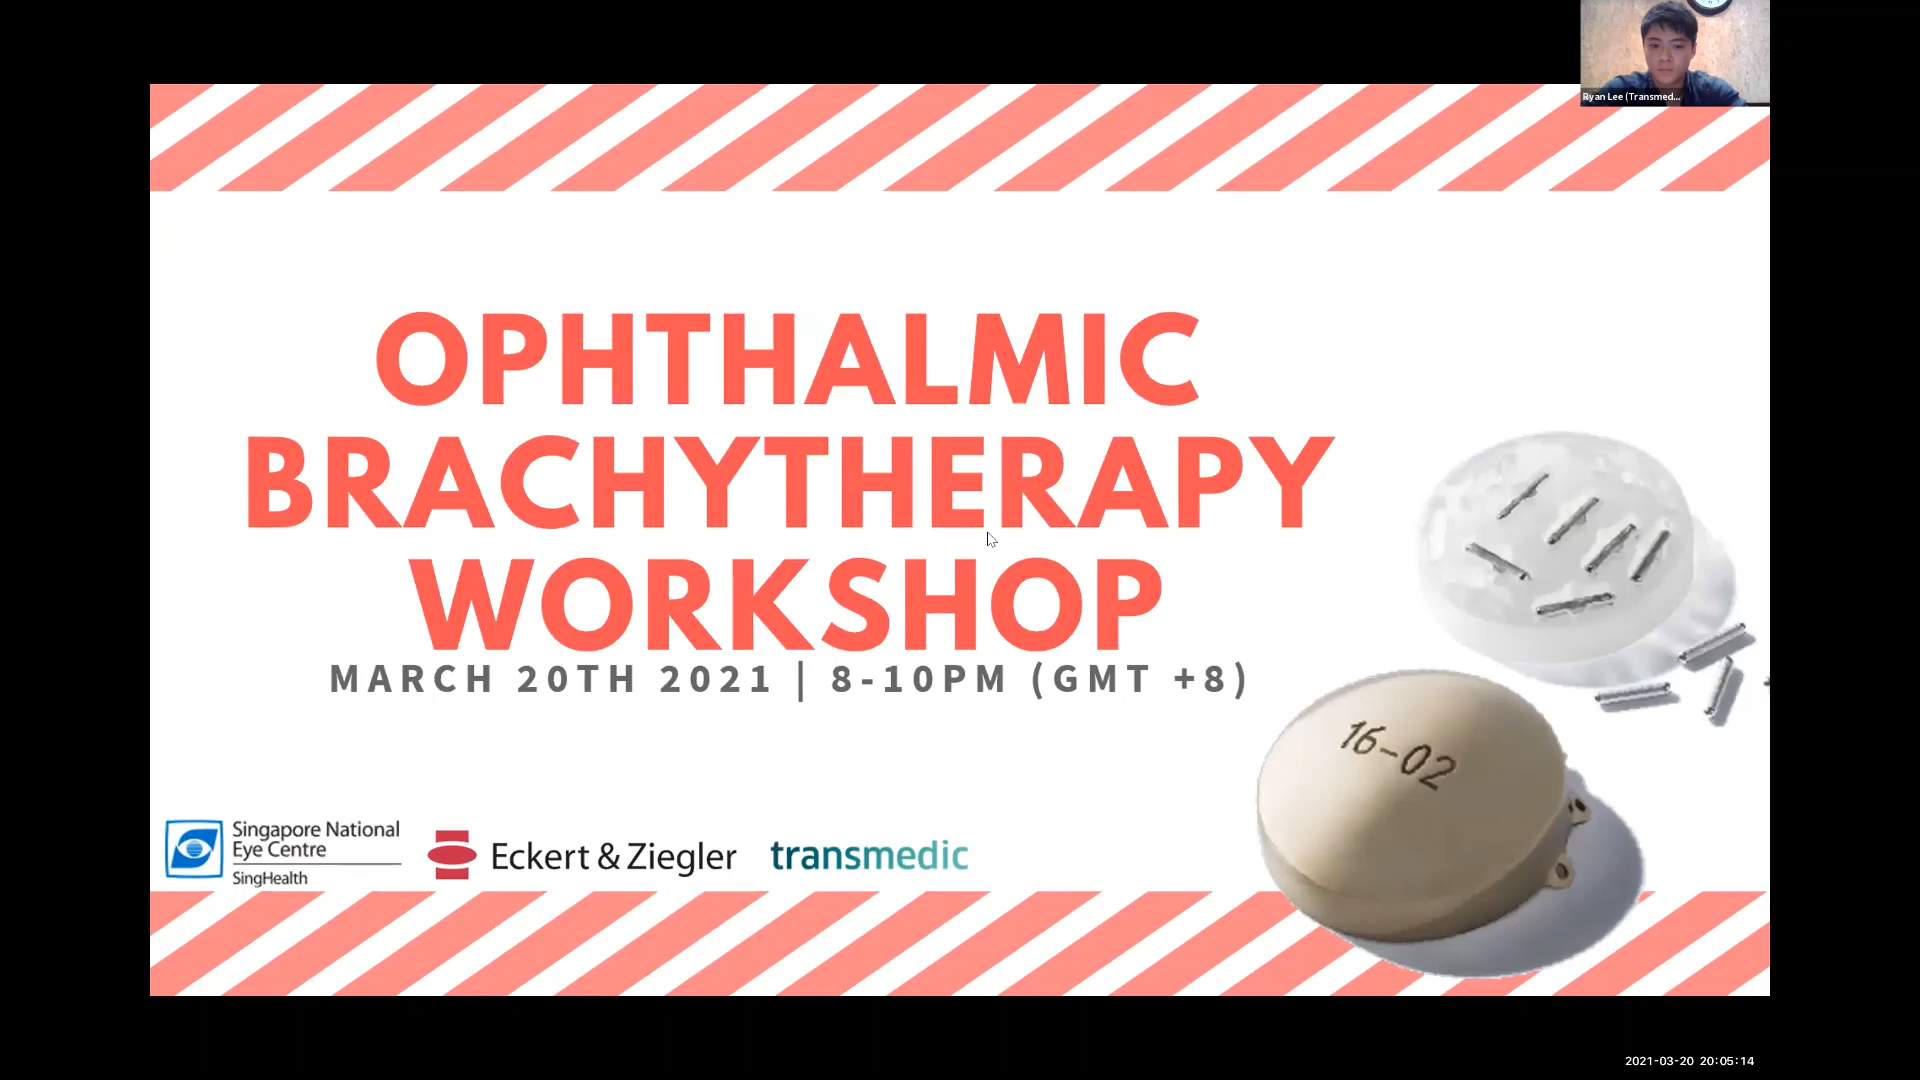 Ryan Lee (Transmed...
OPHTHALMIC
BRACHYTHERAPY
WORKSHOP
MARCH 20TH 2021 | 8-10PM (GMT +8)
16-02
Singapore National
Eye Centre
SingHealth
Eckert & Ziegler
transmedic
2021-03-20 20:05:14